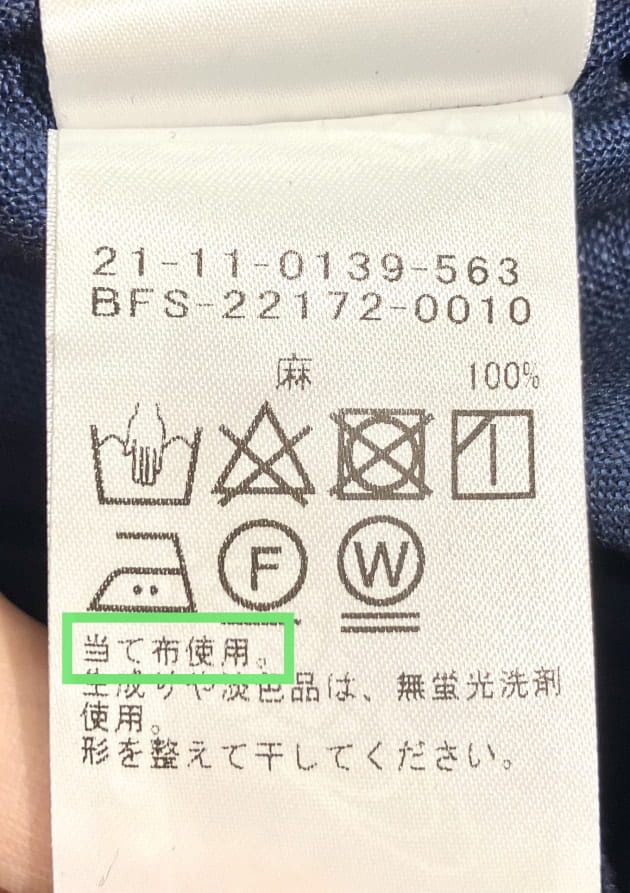 21-11-0139-563
BFS-22172-0010
麻 100%
F W
当て布使用。
生成りや淡色品は、無蛍光洗剤
使用。
形を整えて干してください。